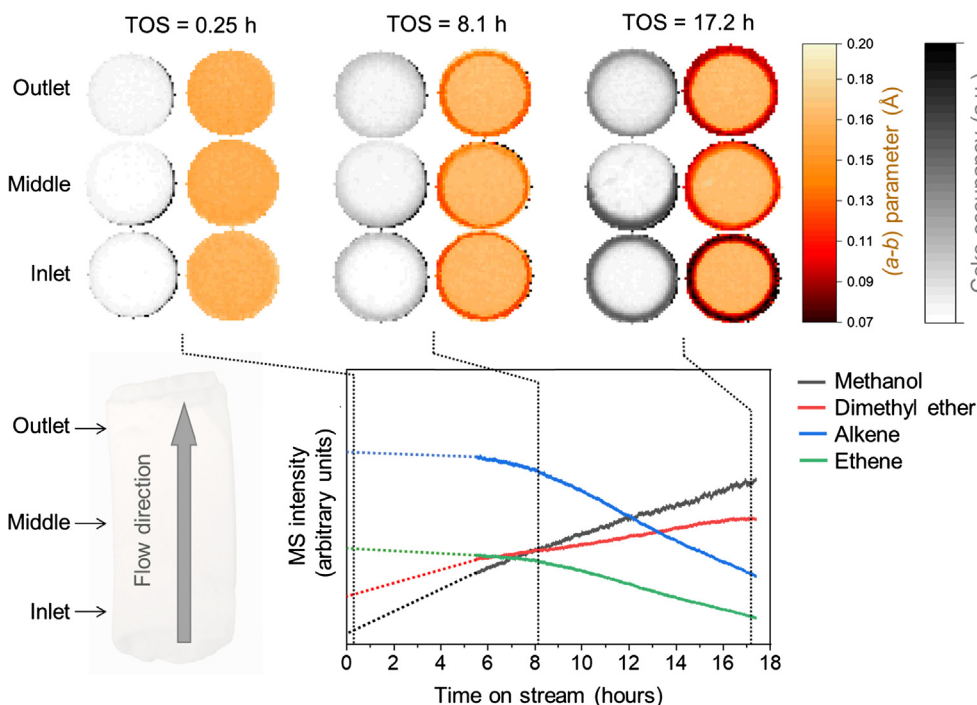 TOS = 0.25 h TOS = 8.1 h TOS = 17.2 h
Outlet
Middle
Inlet
0.20
0.18
0.16
0.15
0.13
0.11
0.09
0.07
(a-b) parameter (Å)
Outlet
Middle
Inlet
Flow direction
MS intensity
(arbitrary units)
0 2 4 6 8 10 12 14 16 18
Time on stream (hours)
Methanol
Dimethyl ether
Alkene
Ethene